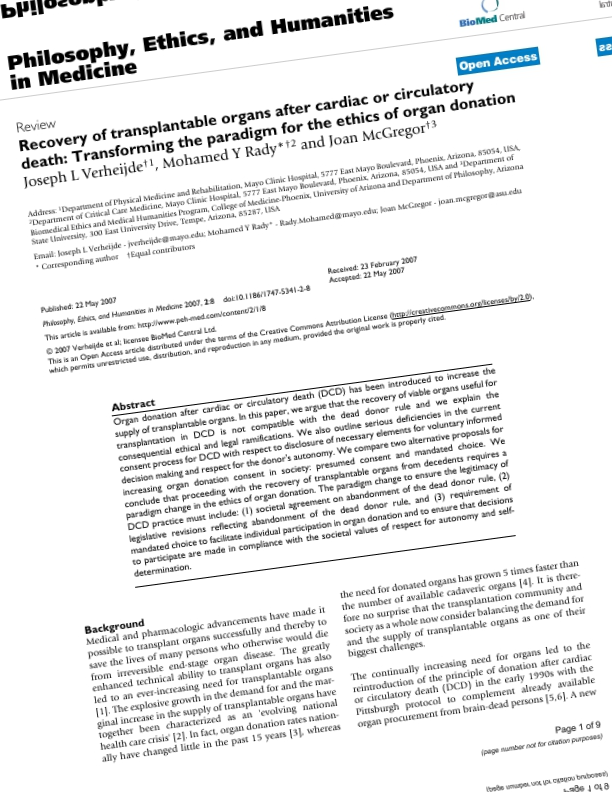 Philosophy, Ethics, and Humanities
in Medicine
BioMed Central
Open Access
Review
Recovery of transplantable organs after cardiac or circulatory
death: Transforming the paradigm for the ethics of organ donation
Joseph L Verheijde†1, Mohamed Y Rady*†2 and Joan McGregor†3
Address: 1Department of Physical Medicine and Rehabilitation, Mayo Clinic Hospital, 5777 East Mayo Boulevard, Phoenix, Arizona, 85054, USA,
2Department of Critical Care Medicine, Mayo Clinic Hospital, 5777 East Mayo Boulevard, Phoenix, Arizona, 85054, USA and 3Department of
Biomedical Ethics and Medical Humanities Program, College of Medicine-Phoenix, University of Arizona and Department of Philosophy, Arizona
State University, 300 East University Drive, Tempe, Arizona, 85287, USA
Email: Joseph L Verheijde - jverheijde@mayo.edu; Mohamed Y Rady* - Rady.Mohamed@mayo.edu; Joan McGregor - joan.mcgregor@asu.edu
* Corresponding author †Equal contributors
Published: 22 May 2007
Received: 23 February 2007
Accepted: 22 May 2007
Philosophy, Ethics, and Humanities in Medicine 2007, 2:8 doi:10.1186/1747-5341-2-8
This article is available from: http://www.peh-med.com/content/2/1/8
© 2007 Verheijde et al; licensee BioMed Central Ltd.
This is an Open Access article distributed under the terms of the Creative Commons Attribution License (http://creativecommons.org/licenses/by/2.0),
which permits unrestricted use, distribution, and reproduction in any medium, provided the original work is properly cited.
Abstract
Organ donation after cardiac or circulatory death (DCD) has been introduced to increase the
supply of transplantable organs. In this paper, we argue that the recovery of viable organs useful for
transplantation in DCD is not compatible with the dead donor rule and we explain the
consequential ethical and legal ramifications. We also outline serious deficiencies in the current
consent process for DCD with respect to disclosure of necessary elements for voluntary informed
decision making and respect for the donor's autonomy. We compare two alternative proposals for
increasing organ donation consent in society: presumed consent and mandated choice. We
conclude that proceeding with the recovery of transplantable organs from decedents requires a
paradigm change in the ethics of organ donation. The paradigm change to ensure the legitimacy of
DCD practice must include: (1) societal agreement on abandonment of the dead donor rule, (2)
legislative revisions reflecting abandonment of the dead donor rule, and (3) requirement of
mandated choice to facilitate individual participation in organ donation and to ensure that decisions
to participate are made in compliance with the societal values of respect for autonomy and self-
determination.
Background
Medical and pharmacologic advancements have made it
possible to transplant organs successfully and thereby to
save the lives of many persons who otherwise would die
from irreversible end-stage organ disease. The greatly
enhanced technical ability to transplant organs has also
led to an ever-increasing need for transplantable organs
[1]. The explosive growth in the demand for and the mar-
ginal increase in the supply of transplantable organs have
together been characterized as an 'evolving national
health care crisis' [2]. In fact, organ donation rates nation-
ally have changed little in the past 15 years [3], whereas
the need for donated organs has grown 5 times faster than
the number of available cadaveric organs [4]. It is there-
fore no surprise that the transplantation community and
society as a whole now consider balancing the demand for
and the supply of transplantable organs as one of their
biggest challenges.
The continually increasing need for organs led to the
reintroduction of the principle of donation after cardiac
or circulatory death (DCD) in the early 1990s with the
Pittsburgh protocol to complement already available
organ procurement from brain-dead persons [5,6]. A new
Page 1 of 9
(page number not for citation purposes)